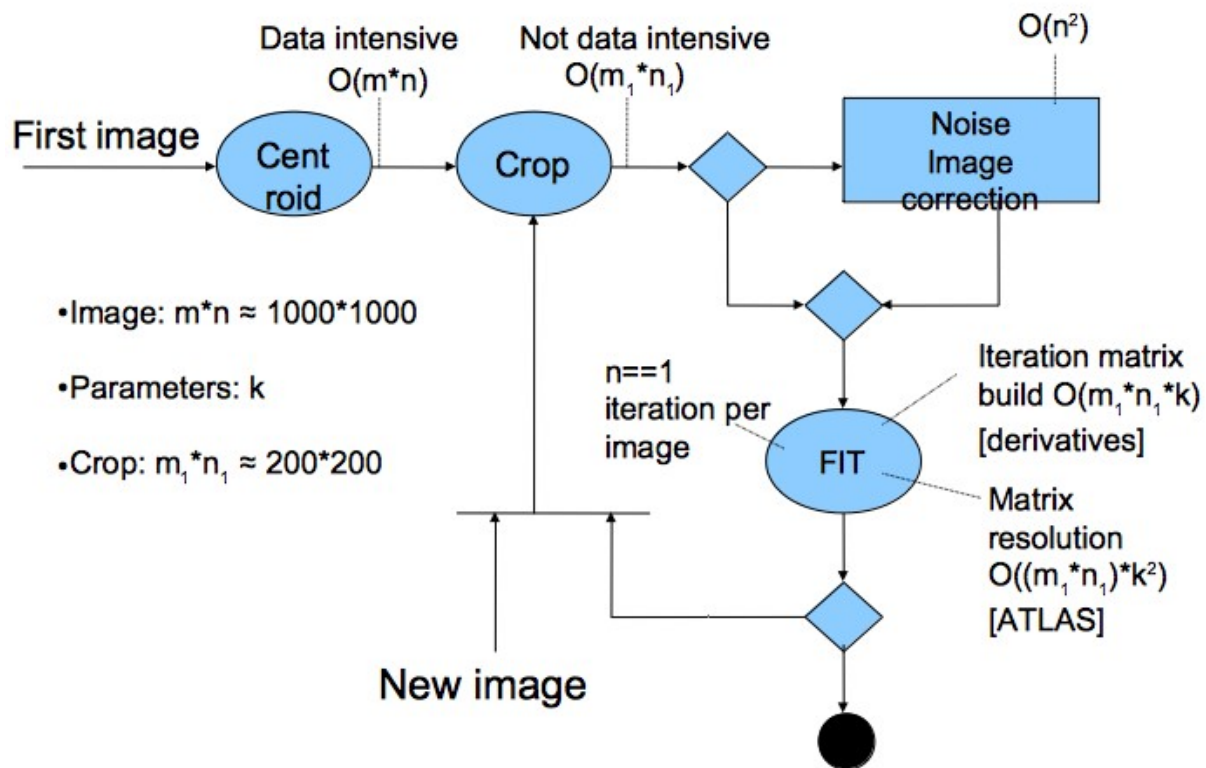 Data intensive
O(m*n)
Not data intensive
O(m₁*n₁)
O(n²)
First image
Cent
roid
Crop
Noise
Image
correction
•Image: m*n ≈ 1000*1000
•Parameters: k
•Crop: m₁*n₁ ≈ 200*200
n==1
iteration per
image
FIT
Iteration matrix
build O(m₁*n₁*k)
[derivatives]
Matrix
resolution
O((m₁*n₁)*k²)
[ATLAS]
New image